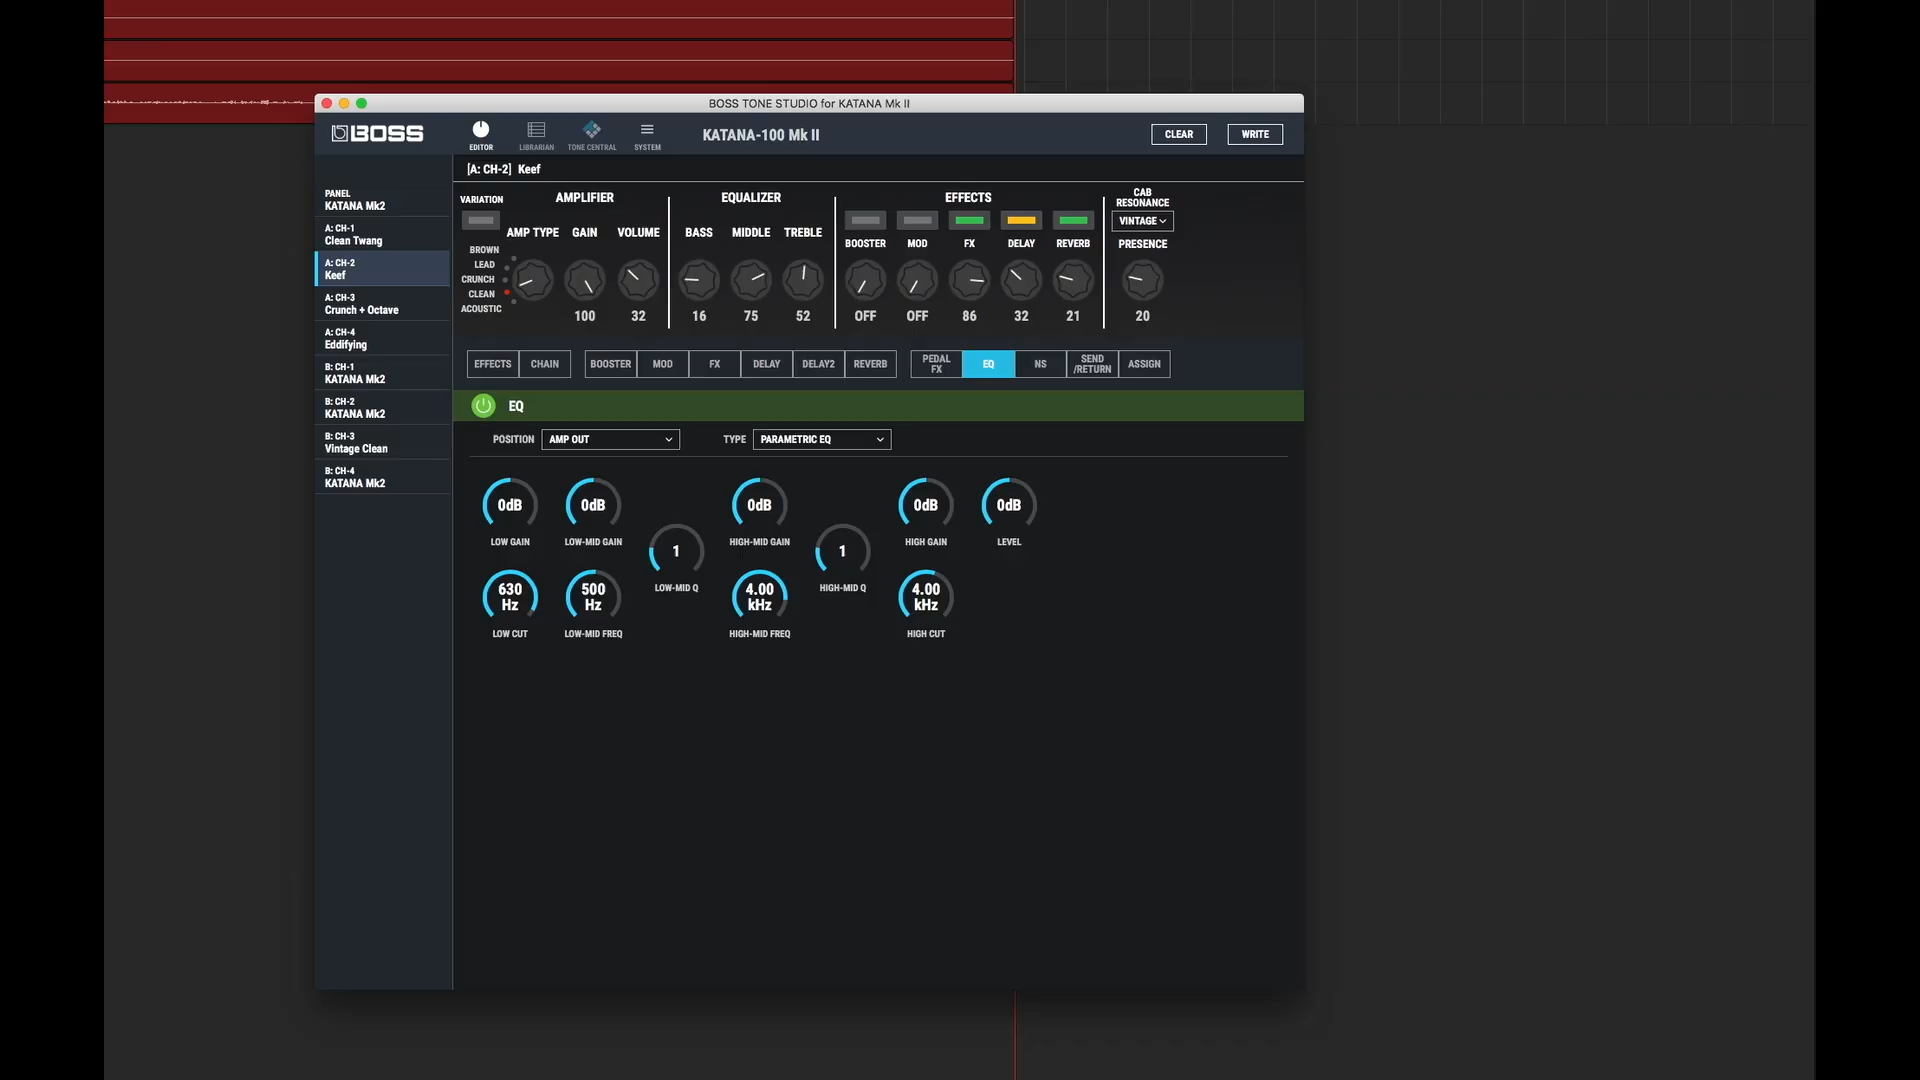 BOSS TONE STUDIO for KATANA Mk II
BOSS
EDITOR
LIBRARIAN
TONE CENTRAL
SYSTEM
KATANA-100 Mk II
CLEAR
WRITE
[A: CH-2] Keef
PANEL
KATANA Mk2
A: CH-1
Clean Twang
A: CH-2
Keef
A: CH-3
Crunch + Octave
A: CH-4
Eddifying
B: CH-1
KATANA Mk2
B: CH-2
KATANA Mk2
B: CH-3
Vintage Clean
B: CH-4
KATANA Mk2
VARIATION
AMPLIFIER
AMP TYPE GAIN VOLUME
BROWN
LEAD
CRUNCH
CLEAN
ACOUSTIC
100 32
EQUALIZER
BASS MIDDLE TREBLE
16 75 52
EFFECTS
BOOSTER MOD FX DELAY REVERB
OFF OFF 86 32 21
CAB
RESONANCE
VINTAGE
PRESENCE
20
EFFECTS CHAIN BOOSTER MOD FX DELAY DELAY2 REVERB
PEDAL
FX
EQ
NS
SEND
/RETURN
ASSIGN
EQ
POSITION AMP OUT TYPE PARAMETRIC EQ
0dB
LOW GAIN
0dB
LOW-MID GAIN
1
LOW-MID Q
0dB
HIGH-MID GAIN
1
HIGH-MID Q
0dB
HIGH GAIN
0dB
LEVEL
630
Hz
LOW CUT
500
Hz
LOW-MID FREQ
4.00
kHz
HIGH-MID FREQ
4.00
kHz
HIGH CUT